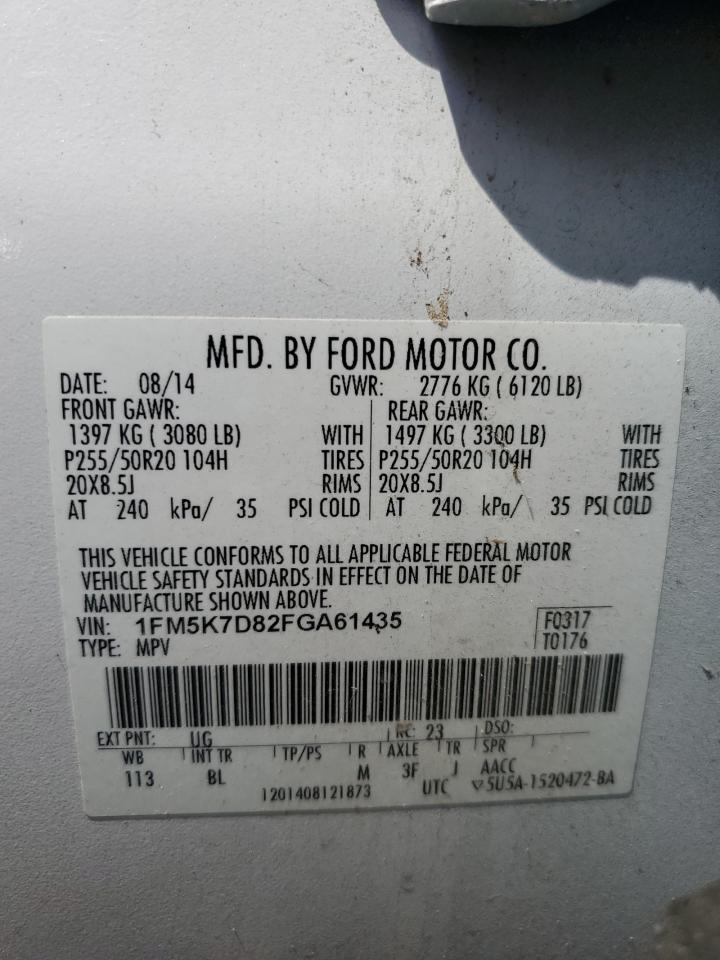 MFD. BY FORD MOTOR CO.
DATE: 08/14 GVWR: 2776 KG ( 6120 LB)
FRONT GAWR: REAR GAWR:
1397 KG ( 3080 LB) WITH 1497 KG ( 3300 LB) WITH
P255/50R20 104H TIRES P255/50R20 104H TIRES
20X8.5J RIMS 20X8.5J RIMS
AT 240 kPa/ 35 PSI COLD AT 240 kPa/ 35 PSI COLD
THIS VEHICLE CONFORMS TO ALL APPLICABLE FEDERAL MOTOR
VEHICLE SAFETY STANDARDS IN EFFECT ON THE DATE OF
MANUFACTURE SHOWN ABOVE.
VIN: 1FM5K7D82FGA61435 F0317
TYPE: MPV T0176
EXT PNT: UG RC: 23 DSO:
WB INT TR TP/PS R AXLE TR SPR
113 BL M 3F J AACC
1201408121873 UTC ▽5U5A-1520472-BA